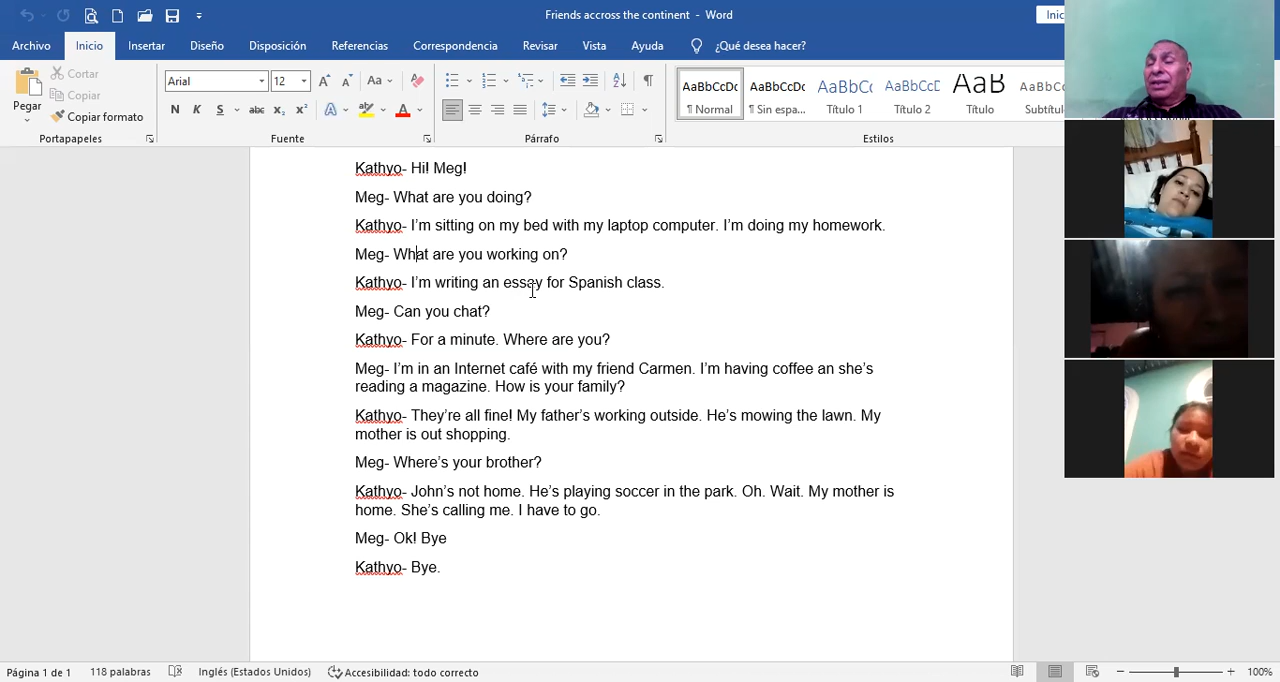 Friends accross the continent - Word
Inic
Archivo Inicio Insertar Diseño Disposición Referencias Correspondencia Revisar Vista Ayuda ¿Qué desea hacer?
Pegar
Cortar
Copiar
Copiar formato
Portapapeles
Arial 12
Aa
N K S abc x₂ x² A A
Fuente
Párrafo
AaBbCcDc AaBbCcDc AaBbCc AaBbCcD AaB AaBbCc
¶ Normal ¶ Sin espa... Título 1 Título 2 Título Subtítul
Estilos
Kathyo- Hi! Meg!
Meg- What are you doing?
Kathyo- I’m sitting on my bed with my laptop computer. I’m doing my homework.
Meg- What are you working on?
Kathyo- I’m writing an essay for Spanish class.
Meg- Can you chat?
Kathyo- For a minute. Where are you?
Meg- I’m in an Internet café with my friend Carmen. I’m having coffee an she’s
reading a magazine. How is your family?
Kathyo- They’re all fine! My father’s working outside. He’s mowing the lawn. My
mother is out shopping.
Meg- Where’s your brother?
Kathyo- John’s not home. He’s playing soccer in the park. Oh. Wait. My mother is
home. She’s calling me. I have to go.
Meg- Ok! Bye
Kathyo- Bye.
Página 1 de 1 118 palabras Inglés (Estados Unidos) Accesibilidad: todo correcto 100%